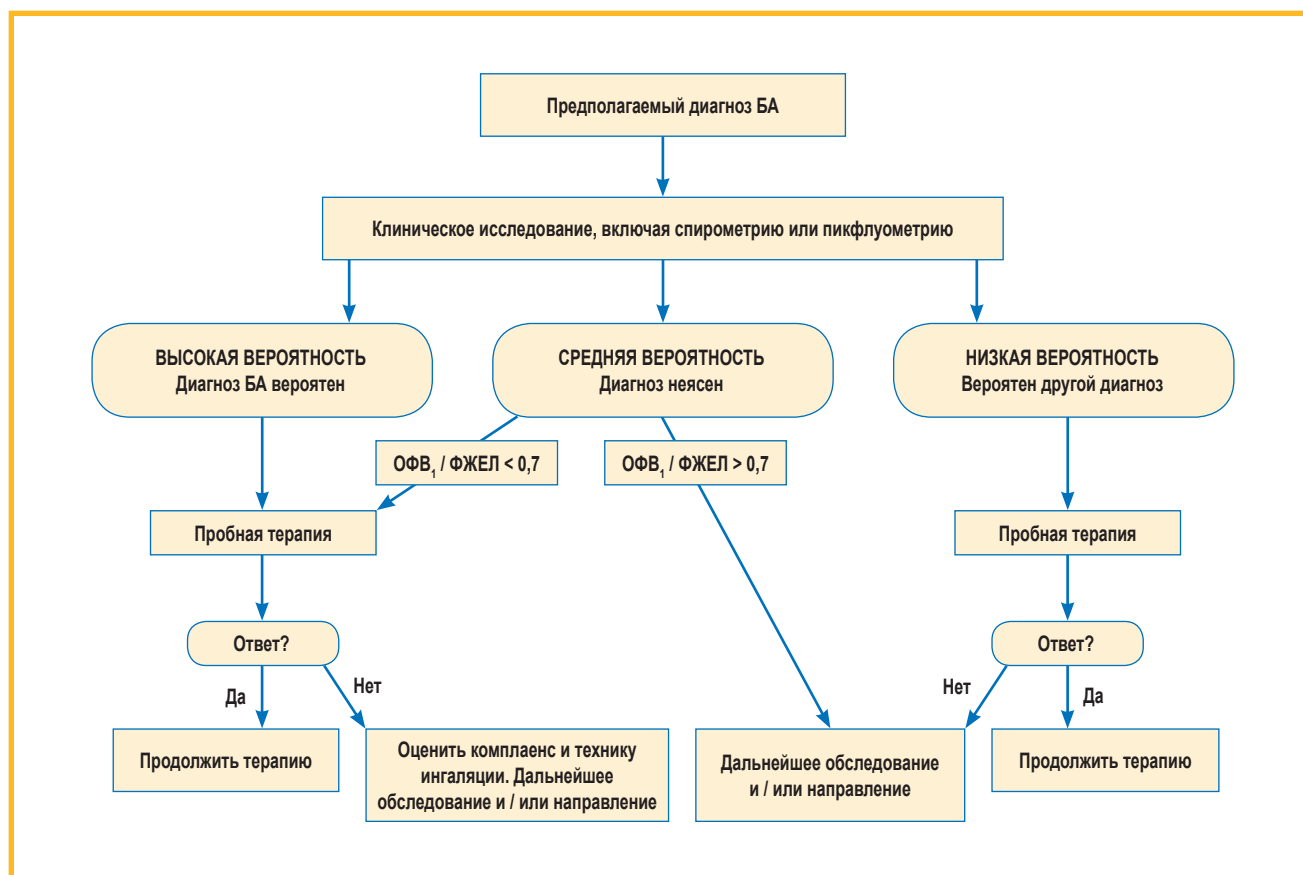 Предполагаемый диагноз БА
Клиническое исследование, включая спирометрию или пикфлуометрию
ВЫСОКАЯ ВЕРОЯТНОСТЬ
Диагноз БА вероятен
СРЕДНЯЯ ВЕРОЯТНОСТЬ
Диагноз неясен
НИЗКАЯ ВЕРОЯТНОСТЬ
Вероятен другой диагноз
ОФВ₁ / ФЖЕЛ < 0,7
ОФВ₁ / ФЖЕЛ > 0,7
Пробная терапия
Пробная терапия
Ответ?
Ответ?
Да
Нет
Нет
Да
Продолжить терапию
Оценить комплаенс и технику
ингаляции. Дальнейшее
обследование и / или направление
Дальнейшее обследование
и / или направление
Продолжить терапию